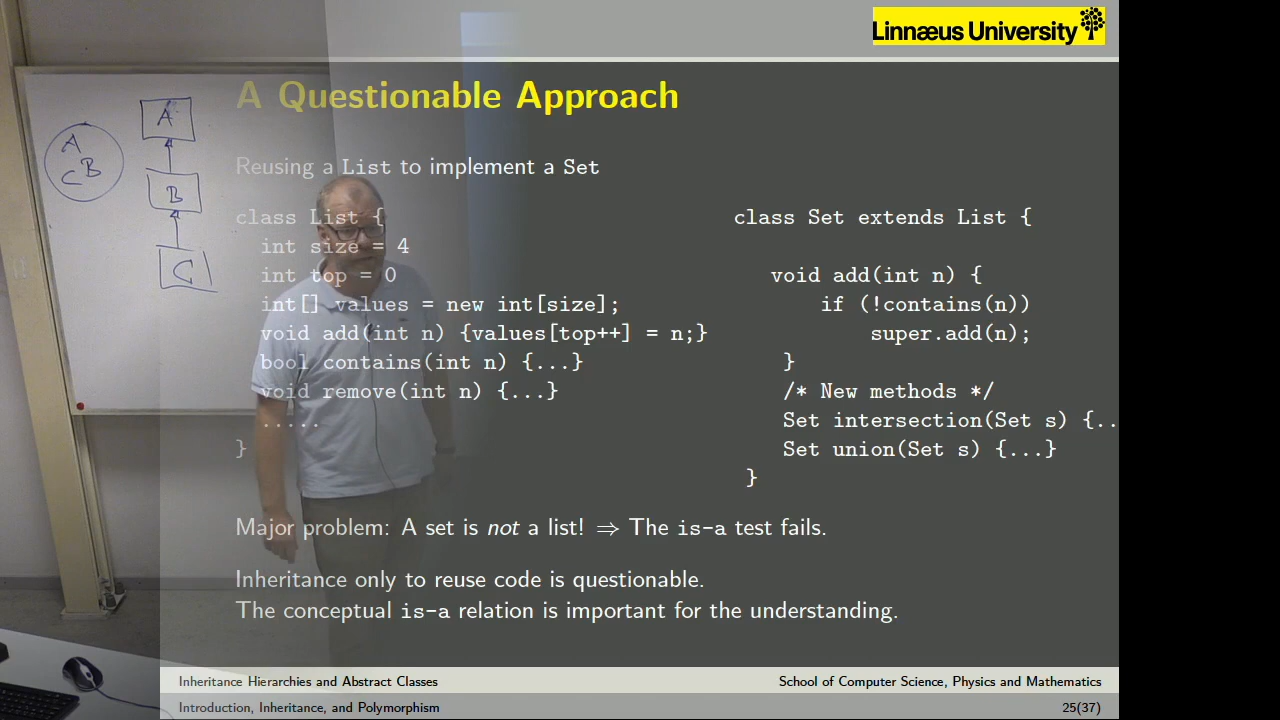 Linnæus University
A Questionable Approach
A
A
B
C
B
C
Reusing a List to implement a Set
class List {
int size = 4
int top = 0
int[] values = new int[size];
void add(int n) {values[top++] = n;}
bool contains(int n) {...}
void remove(int n) {...}
.....
}
class Set extends List {
void add(int n) {
if (!contains(n))
super.add(n);
}
/* New methods */
Set intersection(Set s) {..
Set union(Set s) {...}
}
Major problem: A set is not a list! ⇒ The is-a test fails.
Inheritance only to reuse code is questionable.
The conceptual is-a relation is important for the understanding.
Inheritance Hierarchies and Abstract Classes
School of Computer Science, Physics and Mathematics
Introduction, Inheritance, and Polymorphism
25(37)